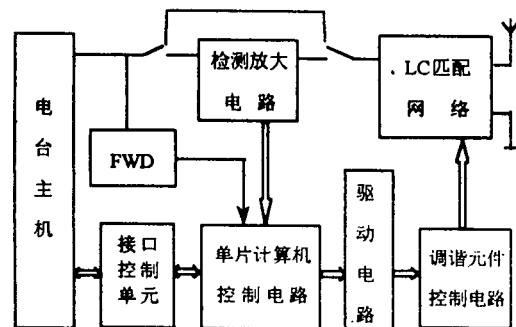 电
台
主
机
检测放大
电 路
LC匹配
网 络
FWD
接口
控制
单元
单片计算机
控制电路
驱
动
电
路
调谐元件
控制电路